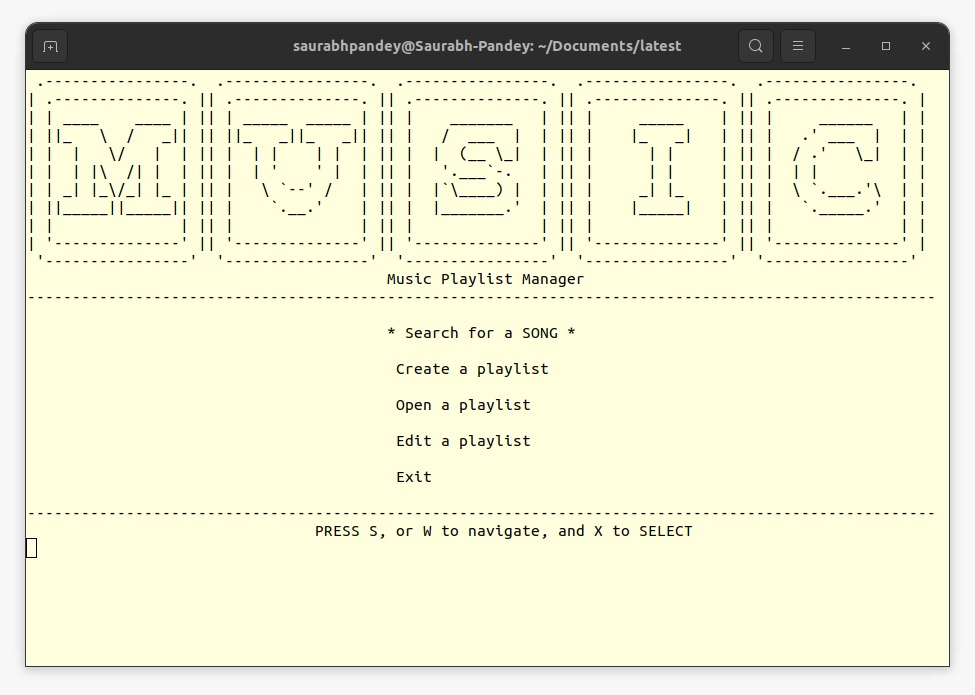 saurabhpandey@Saurabh-Pandey: ~/Documents/latest
MUSIC
Music Playlist Manager
* Search for a SONG *
Create a playlist
Open a playlist
Edit a playlist
Exit
PRESS S, or W to navigate, and X to SELECT